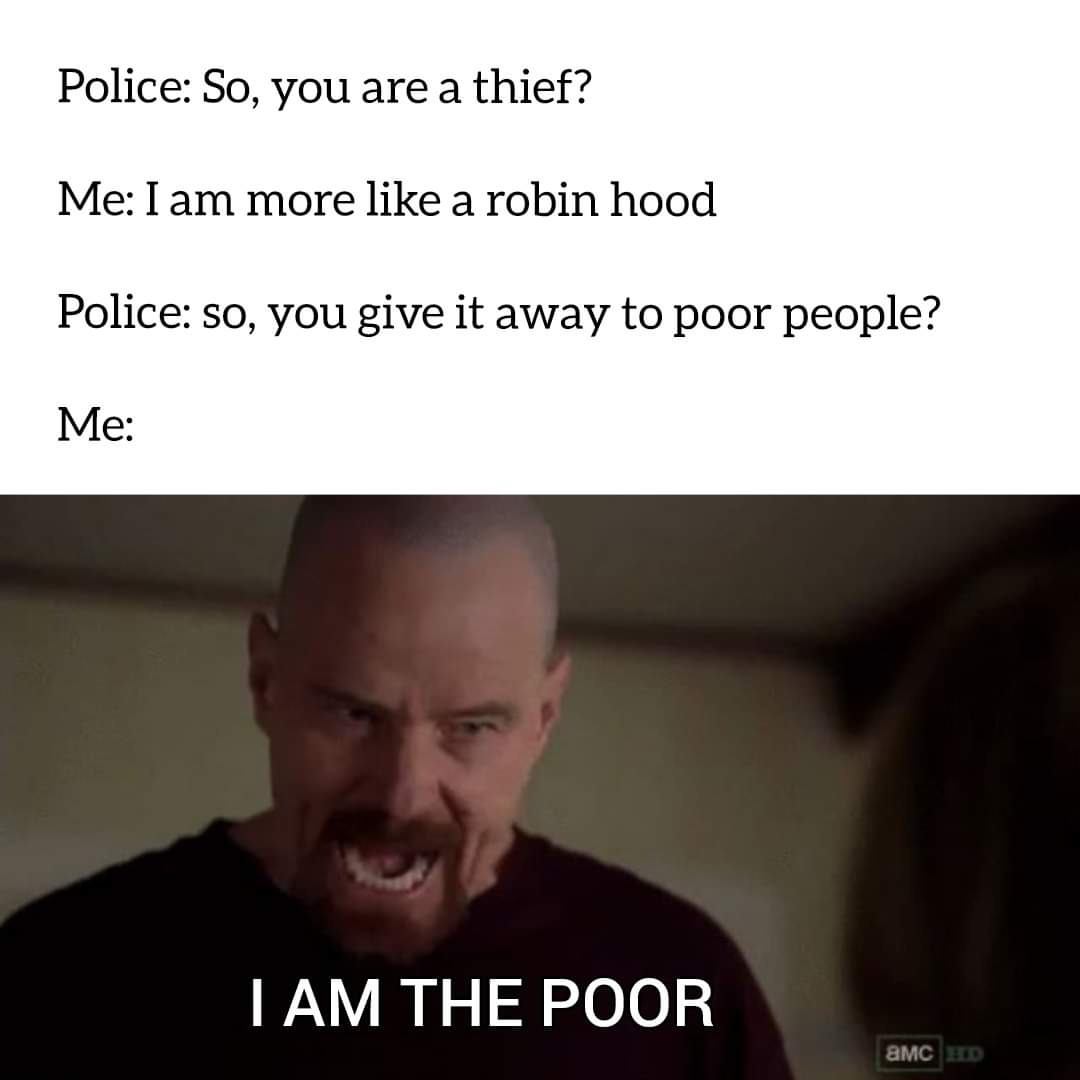 Police: So, you are a thief?
Me: I am more like a robin hood
Police: so, you give it away to poor people?
Me:
I AM THE POOR
aMC HD